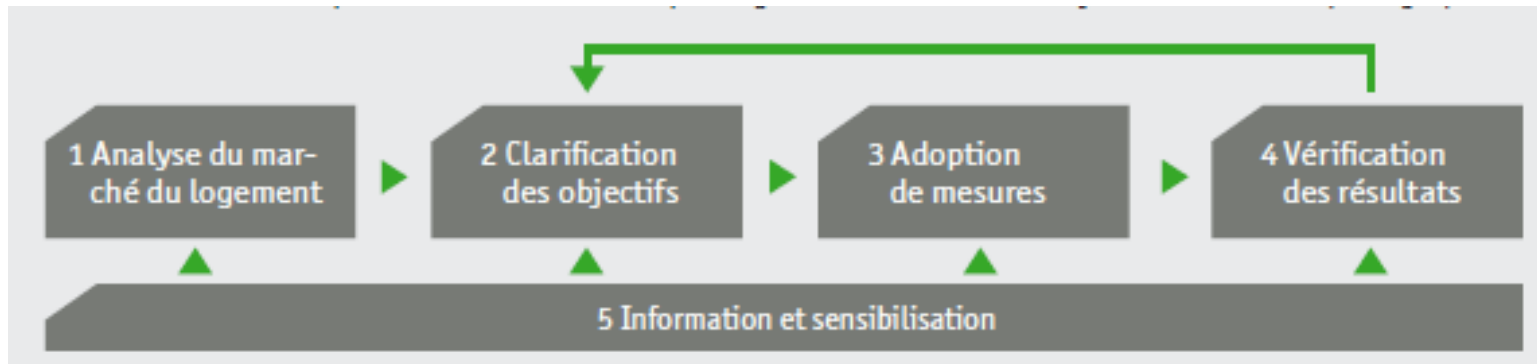 1 Analyse du mar-
ché du logement
2 Clarification
des objectifs
3 Adoption
de mesures
4 Vérification
des résultats
5 Information et sensibilisation